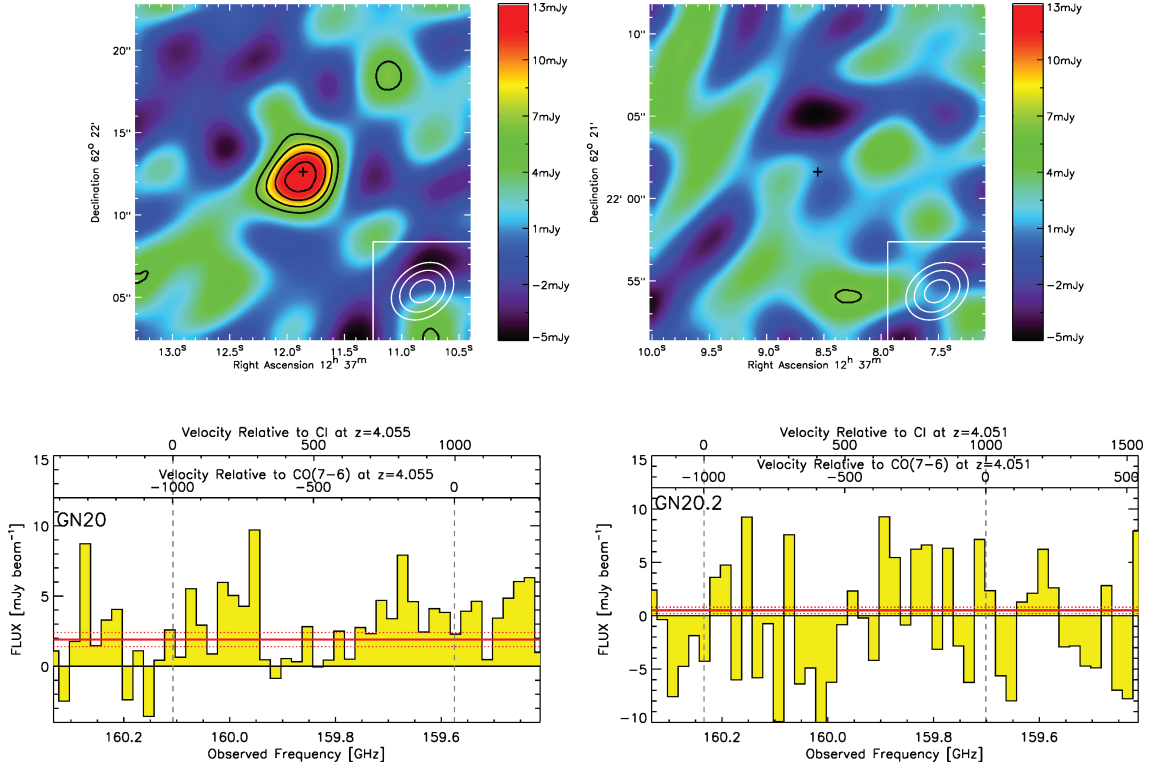 13mJy
10mJy
7mJy
4mJy
1mJy
−2mJy
−5mJy
20"
15"
10"
05"
Declination 62° 22'
13.0ˢ 12.5ˢ 12.0ˢ 11.5ˢ 11.0ˢ 10.5ˢ
Right Ascension 12ʰ 37ᵐ
13mJy
10mJy
7mJy
4mJy
1mJy
−2mJy
−5mJy
10"
05"
22' 00"
55"
Declination 62° 21'
10.0ˢ 9.5ˢ 9.0ˢ 8.5ˢ 8.0ˢ 7.5ˢ
Right Ascension 12ʰ 37ᵐ
Velocity Relative to CI at z=4.055
0 500 1000
Velocity Relative to CO(7−6) at z=4.055
−1000 −500 0
GN20
15
10
5
0
FLUX [mJy beam⁻¹]
160.2 160.0 159.8 159.6
Observed Frequency [GHz]
Velocity Relative to CI at z=4.051
0 500 1000 1500
Velocity Relative to CO(7−6) at z=4.051
−1000 −500 0 500
GN20.2
15
10
5
0
−5
−10
FLUX [mJy beam⁻¹]
160.2 160.0 159.8 159.6
Observed Frequency [GHz]